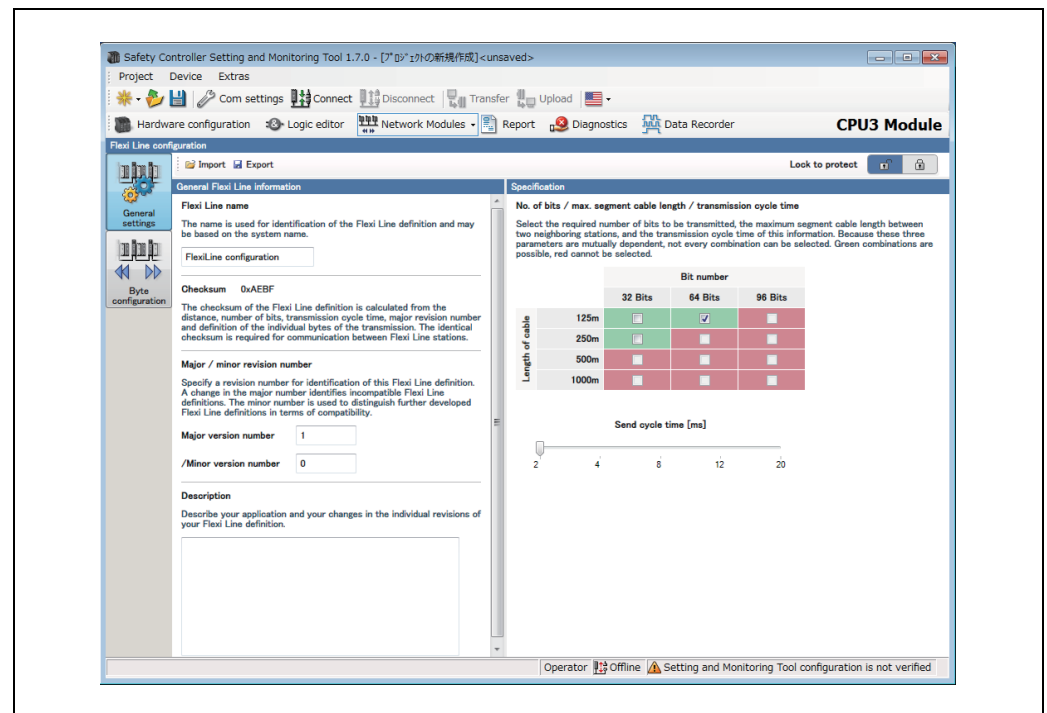 Safety Controller Setting and Monitoring Tool 1.7.0 - [ﾌﾟﾛｼﾞｪｸﾄの新規作成]<unsaved>
Project Device Extras
Com settings Connect Disconnect Transfer Upload
Hardware configuration Logic editor Network Modules Report Diagnostics Data Recorder CPU3 Module
Flexi Line configuration
Import Export Lock to protect
General settings
Byte configuration
General Flexi Line information
Flexi Line name
The name is used for identification of the Flexi Line definition and may
be based on the system name.
FlexiLine configuration
Checksum 0xAEBF
The checksum of the Flexi Line definition is calculated from the
distance, number of bits, transmission cycle time, major revision number
and definition of the individual bytes of the transmission. The identical
checksum is required for communication between Flexi Line stations.
Major / minor revision number
Specify a revision number for identification of this Flexi Line definition.
A change in the major number identifies incompatible Flexi Line
definitions. The minor number is used to distinguish further developed
Flexi Line definitions in terms of compatibility.
Major version number 1
/Minor version number 0
Description
Describe your application and your changes in the individual revisions of
your Flexi Line definition.
Specification
No. of bits / max. segment cable length / transmission cycle time
Select the required number of bits to be transmitted, the maximum segment cable length between
two neighboring stations, and the transmission cycle time of this information. Because these three
parameters are mutually dependent, not every combination can be selected. Green combinations are
possible, red cannot be selected.
Bit number
32 Bits 64 Bits 96 Bits
Length of cable
125m
250m
500m
1000m
Send cycle time [ms]
2 4 8 12 20
Operator Offline Setting and Monitoring Tool configuration is not verified